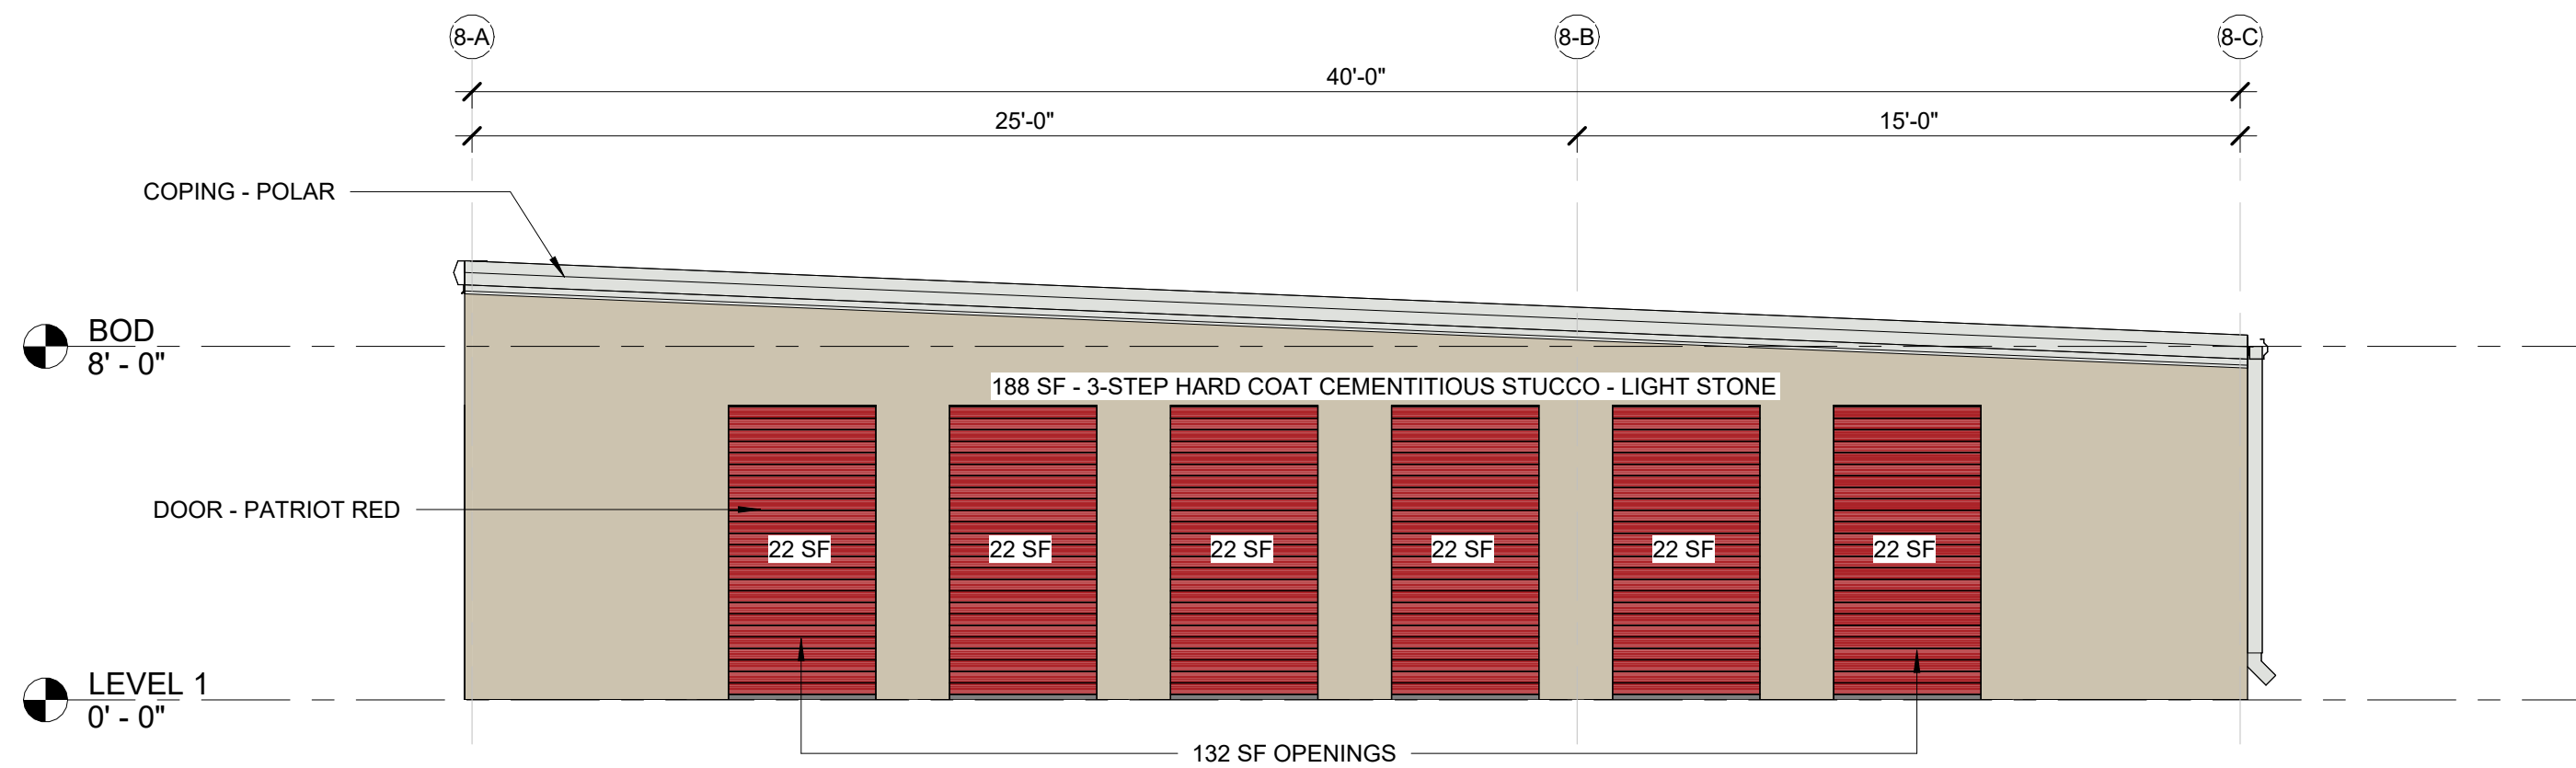 8-A
8-B
8-C
40'-0"
25'-0"
15'-0"
COPING - POLAR
BOD
8' - 0"
188 SF - 3-STEP HARD COAT CEMENTITIOUS STUCCO - LIGHT STONE
DOOR - PATRIOT RED
22 SF
22 SF
22 SF
22 SF
22 SF
22 SF
LEVEL 1
0' - 0"
132 SF OPENINGS